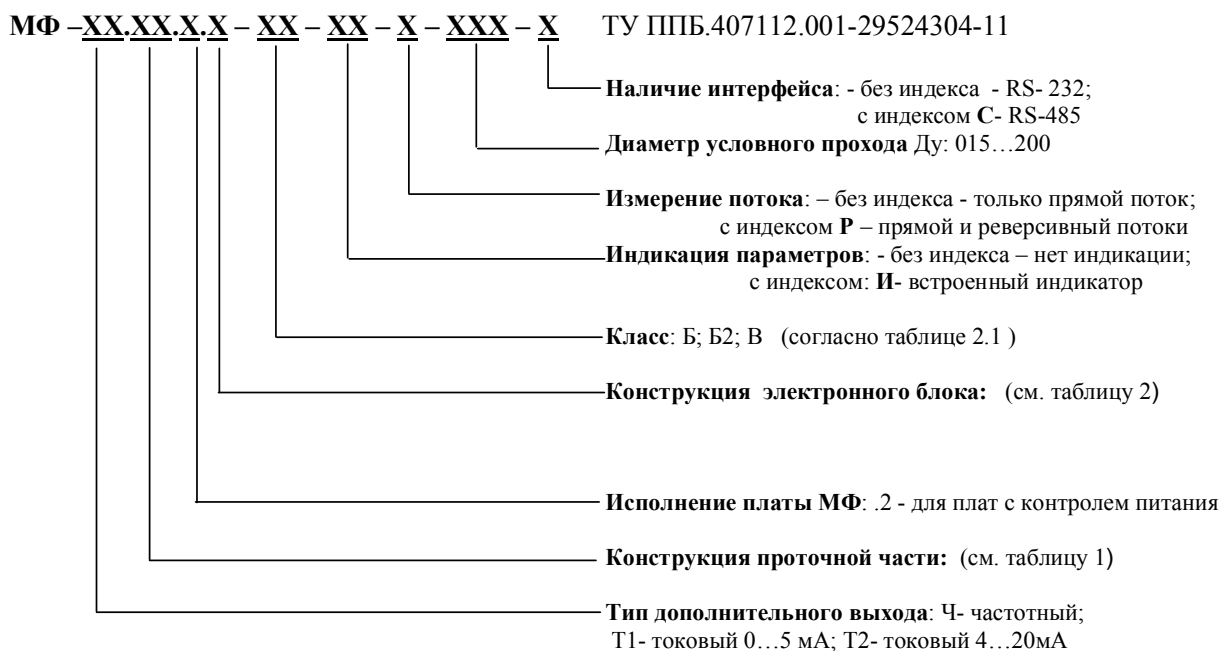 МФ –XX.XX.X.X – XX – XX – X – XXX – X ТУ ППБ.407112.001-29524304-11
Наличие интерфейса: - без индекса - RS- 232;
с индексом С- RS-485
Диаметр условного прохода Ду: 015…200
Измерение потока: – без индекса - только прямой поток;
с индексом Р – прямой и реверсивный потоки
Индикация параметров: - без индекса – нет индикации;
с индексом: И- встроенный индикатор
Класс: Б; Б2; В (согласно таблице 2.1 )
Конструкция электронного блока: (см. таблицу 2)
Исполнение платы МФ: .2 - для плат с контролем питания
Конструкция проточной части: (см. таблицу 1)
Тип дополнительного выхода: Ч- частотный;
Т1- токовый 0…5 мА; Т2- токовый 4…20мА